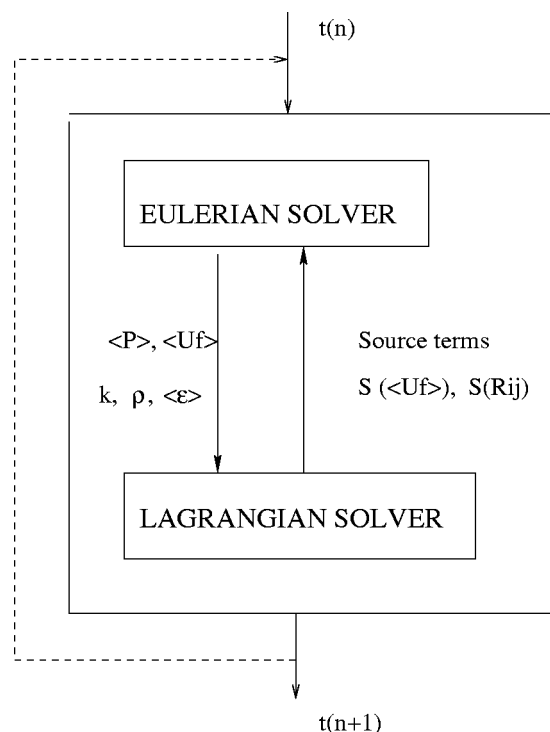 t(n)
EULERIAN SOLVER
<P>, <Uf>
k, ρ, <ε>
Source terms
S (<Uf>), S(Rij)
LAGRANGIAN SOLVER
t(n+1)